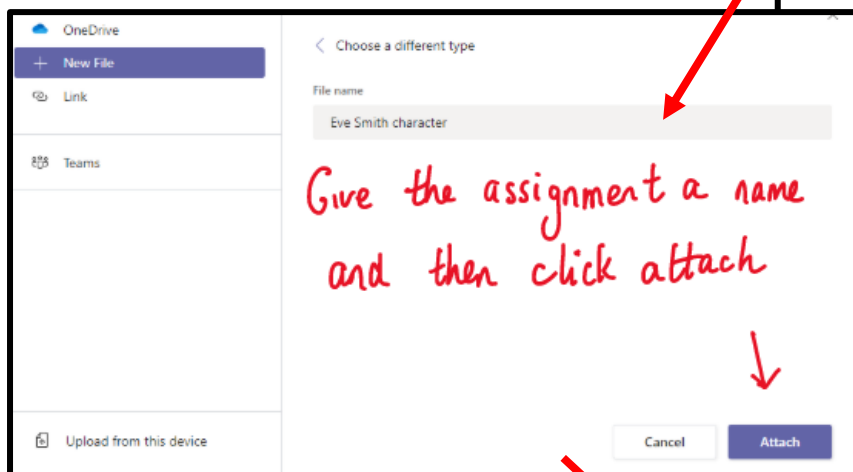 OneDrive
New File
Link
Teams
Upload from this device
Choose a different type
File name
Eve Smith character
Give the assignment a name
and then click attach
Cancel
Attach